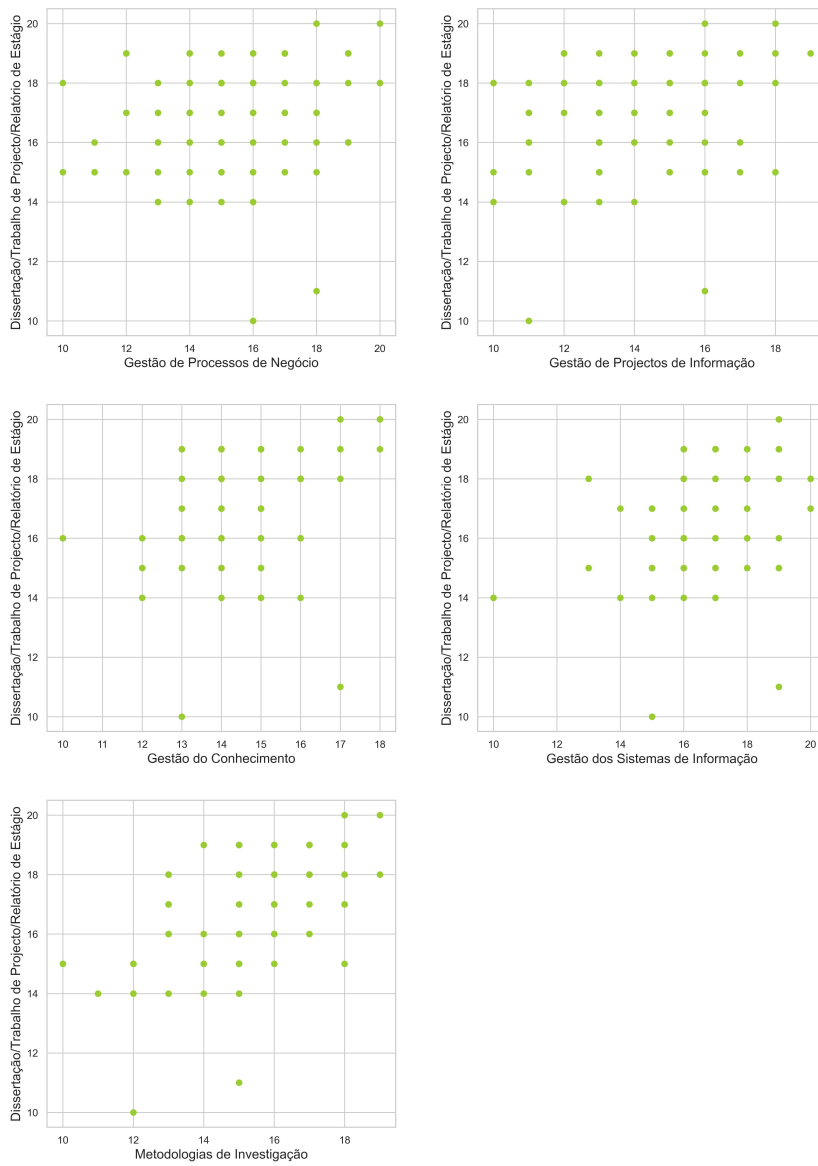 Dissertação/Trabalho de Projecto/Relatório de Estágio
20
18
16
14
12
10
10 12 14 16 18 20
Gestão de Processos de Negócio
Dissertação/Trabalho de Projecto/Relatório de Estágio
20
18
16
14
12
10
10 12 14 16 18
Gestão de Projectos de Informação
Dissertação/Trabalho de Projecto/Relatório de Estágio
20
18
16
14
12
10
10 11 12 13 14 15 16 17 18
Gestão do Conhecimento
Dissertação/Trabalho de Projecto/Relatório de Estágio
20
18
16
14
12
10
10 12 14 16 18 20
Gestão dos Sistemas de Informação
Dissertação/Trabalho de Projecto/Relatório de Estágio
20
18
16
14
12
10
10 12 14 16 18
Metodologias de Investigação